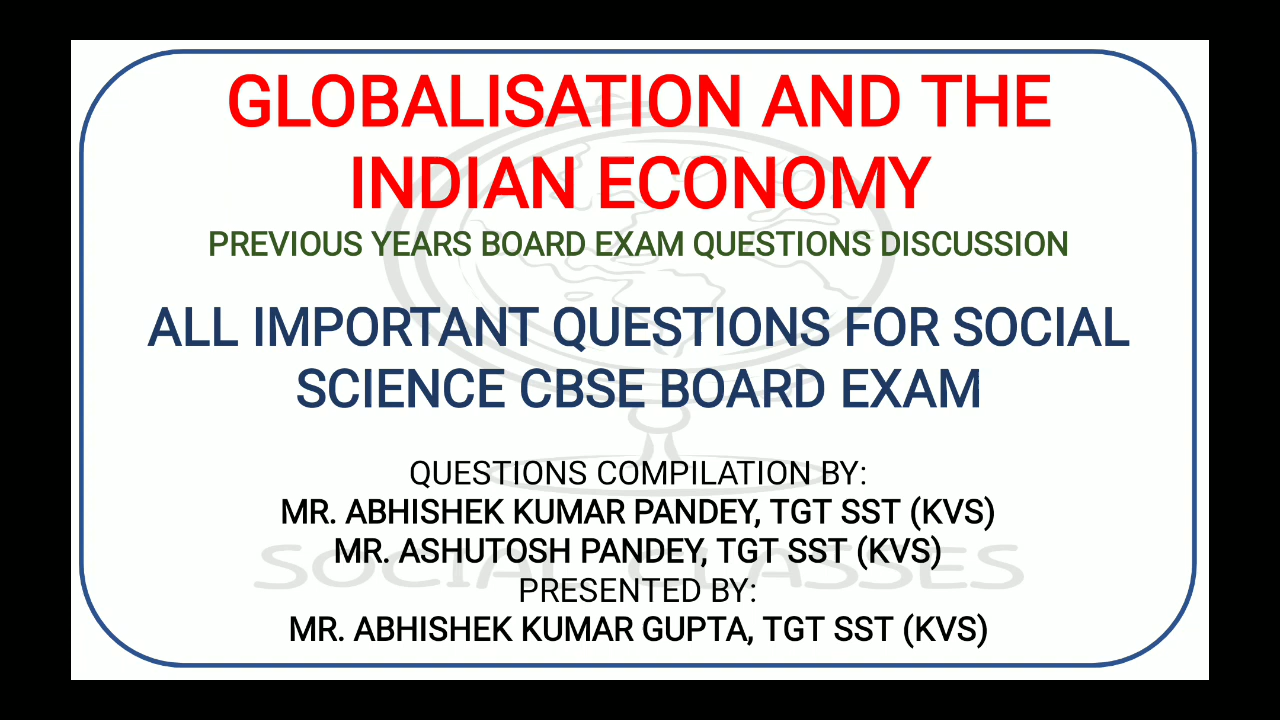 GLOBALISATION AND THE
INDIAN ECONOMY
PREVIOUS YEARS BOARD EXAM QUESTIONS DISCUSSION
ALL IMPORTANT QUESTIONS FOR SOCIAL
SCIENCE CBSE BOARD EXAM
QUESTIONS COMPILATION BY:
MR. ABHISHEK KUMAR PANDEY, TGT SST (KVS)
MR. ASHUTOSH PANDEY, TGT SST (KVS)
SOCIAL CLASSES
PRESENTED BY:
MR. ABHISHEK KUMAR GUPTA, TGT SST (KVS)